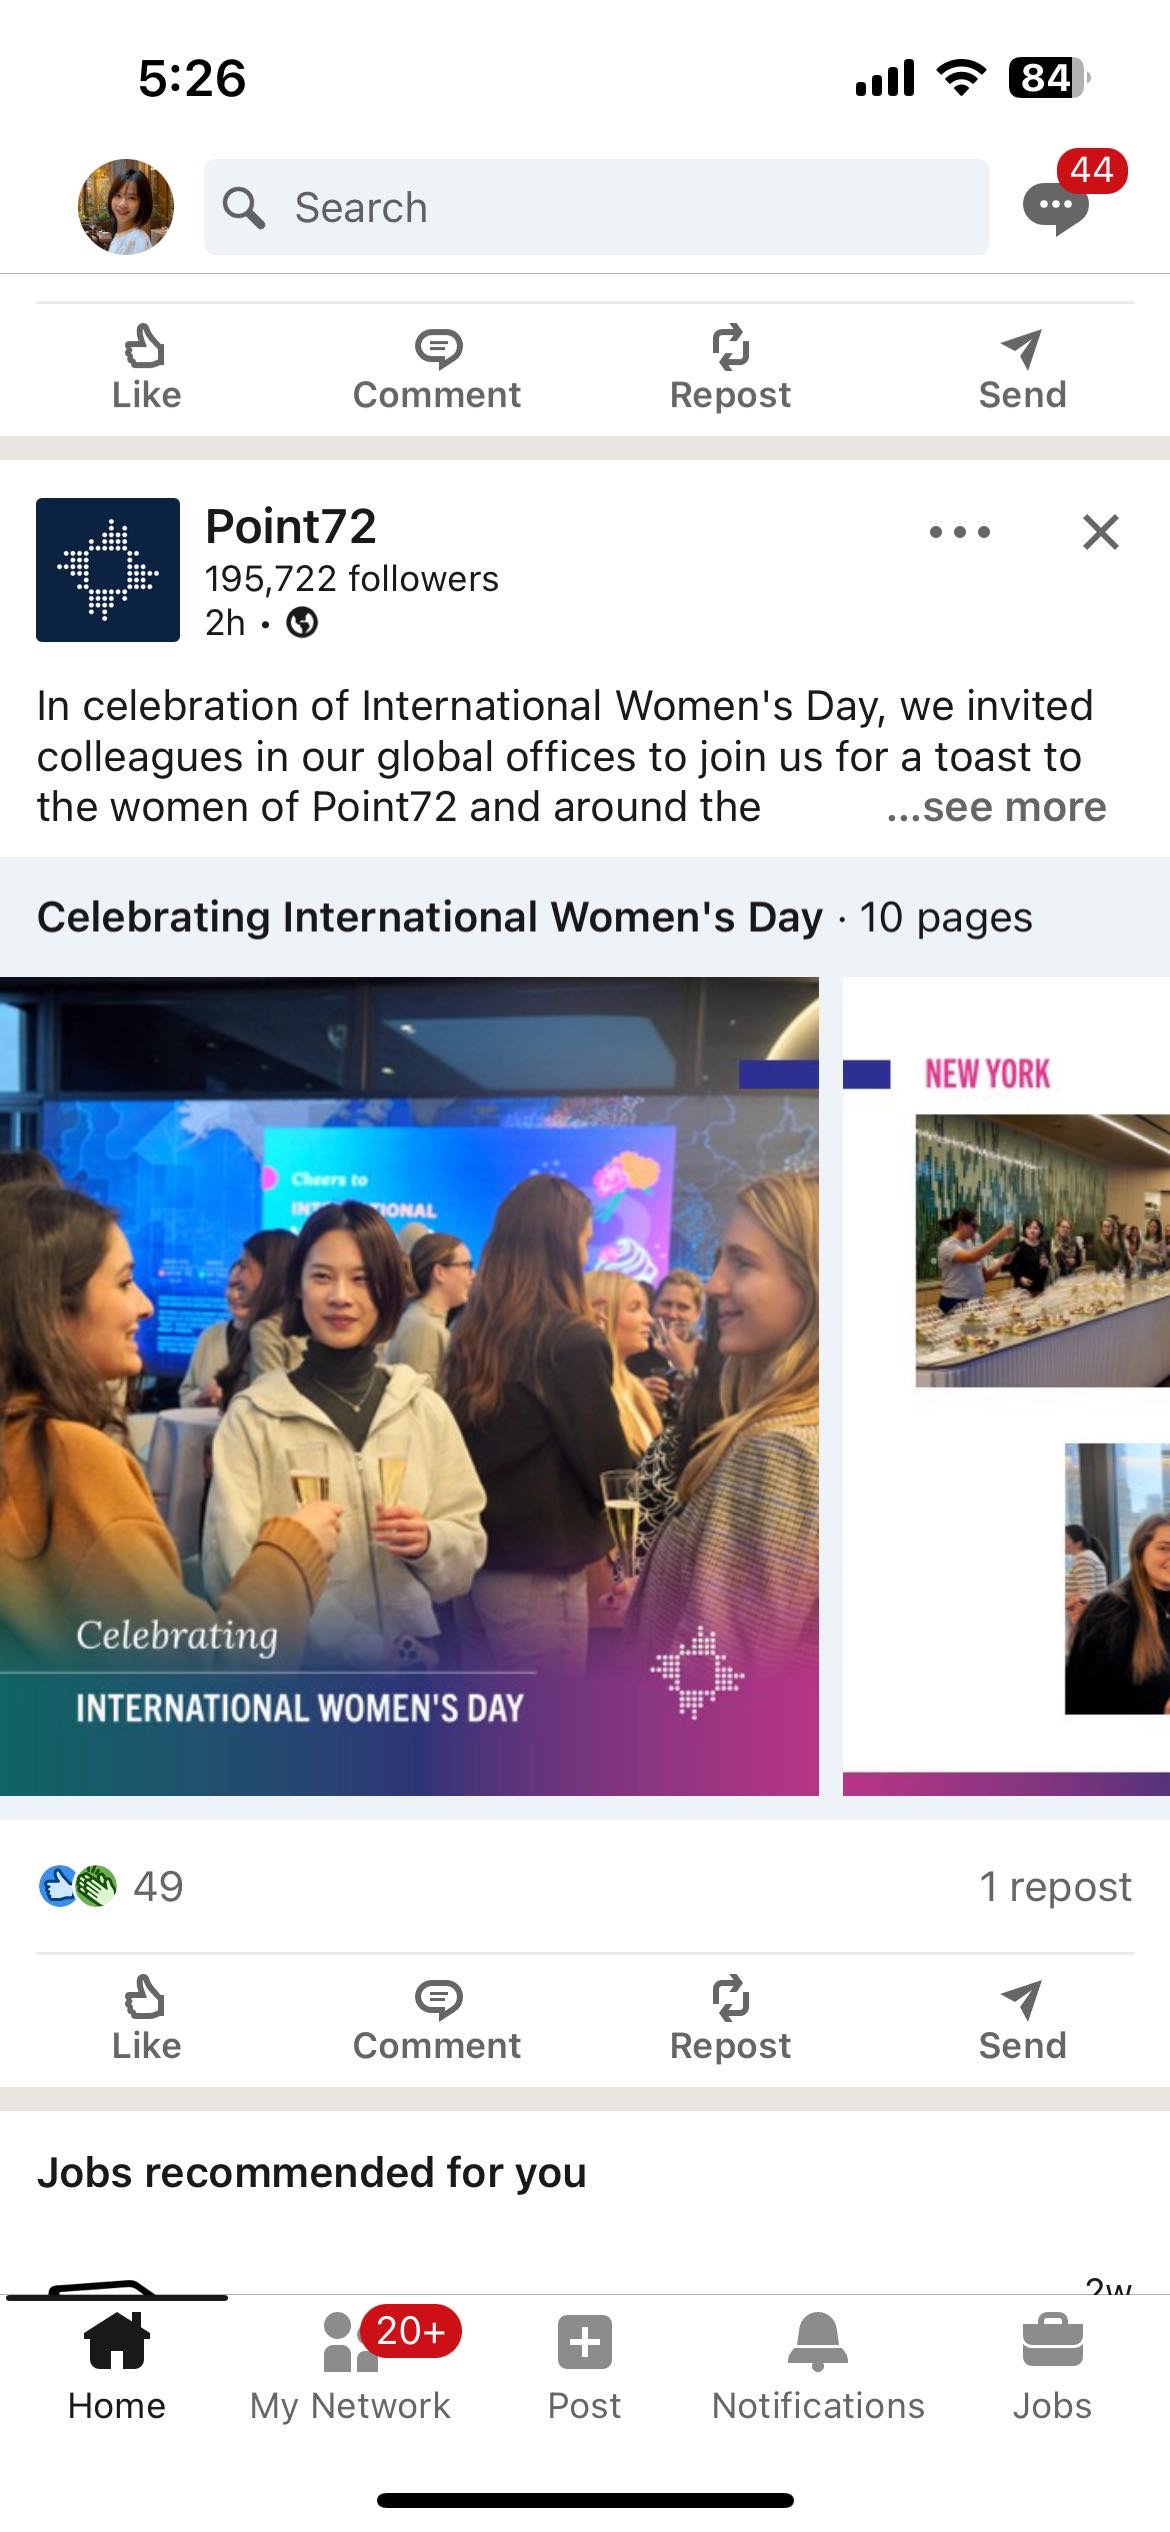 5:26
84
Search
44
Like
Comment
Repost
Send
Point72
195,722 followers
2h •
In celebration of International Women's Day, we invited
colleagues in our global offices to join us for a toast to
the women of Point72 and around the ...see more
Celebrating International Women's Day · 10 pages
Cheers to
NEW YORK
Celebrating
INTERNATIONAL WOMEN'S DAY
49
1 repost
Like
Comment
Repost
Send
Jobs recommended for you
2w
20+
Home
My Network
Post
Notifications
Jobs